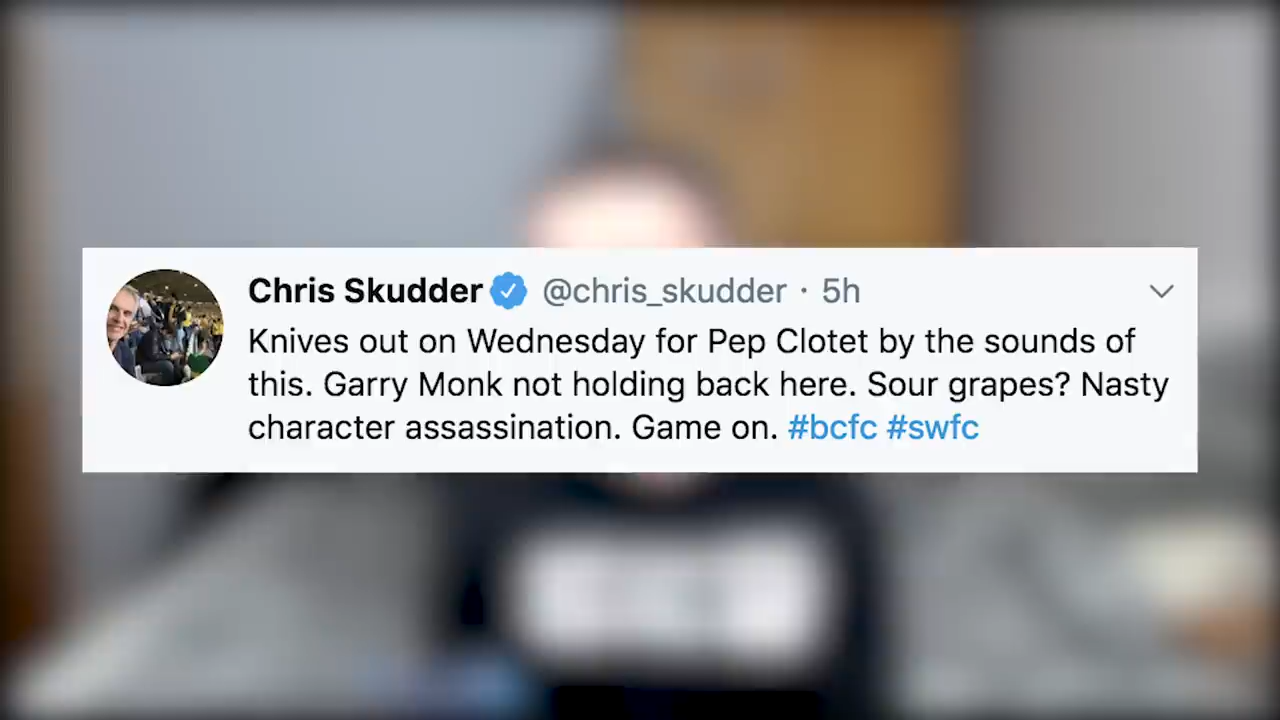 Chris Skudder @chris_skudder · 5h
Knives out on Wednesday for Pep Clotet by the sounds of
this. Garry Monk not holding back here. Sour grapes? Nasty
character assassination. Game on. #bcfc #swfc